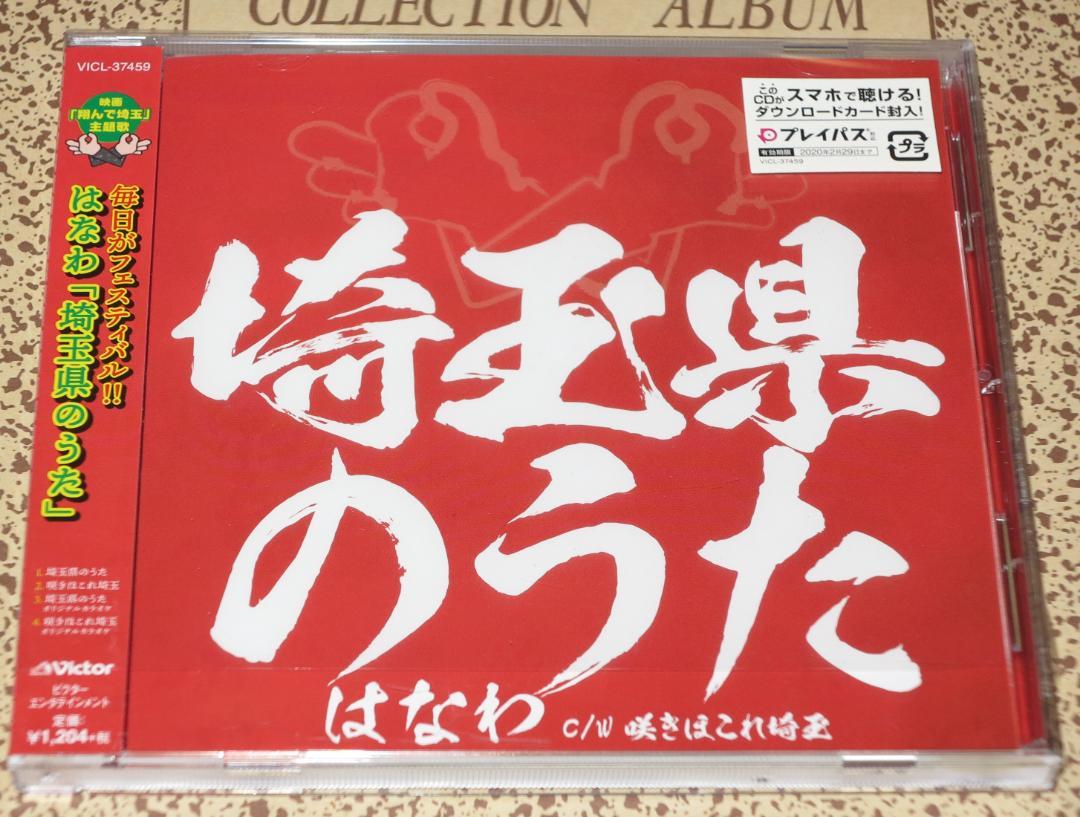 COLLECTION ALBUM
VICL-37459
映画
「翔んで埼玉」
主題歌
毎日がフェスティバル!!
はなわ「埼玉県のうた」
1. 埼玉県のうた
2. 咲きほこれ埼玉
3. 埼玉県のうた
オリジナルカラオケ
4. 咲きほこれ埼玉
オリジナルカラオケ
Victor
ビクター
エンタテインメント
定価:
¥1,204+税
このCDがスマホで聴ける!
ダウンロードカード封入!
プレイパス対応
有効期限 2020年2月29日まで
VICL-37459
プラ
埼玉県
のうた
はなわ c/w 咲きほこれ埼玉